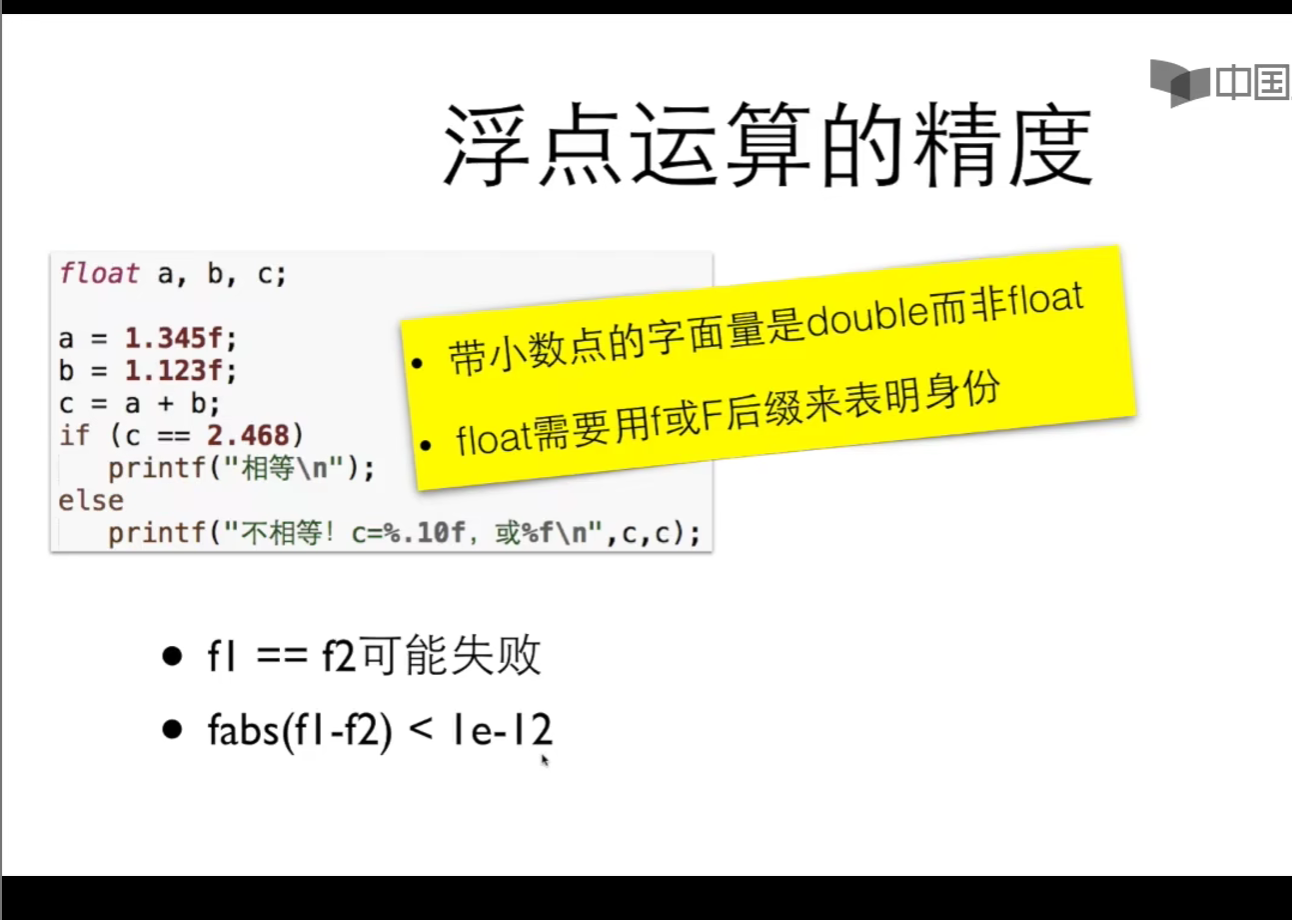 中国
浮点运算的精度
float a, b, c;
a = 1.345f;
b = 1.123f;
c = a + b;
if (c == 2.468)
printf("相等\n");
else
printf("不相等！c=%.10f，或%f\n",c,c);
• 带小数点的字面量是double而非float
• float需要用f或F后缀来表明身份
• f1 == f2可能失败
• fabs(f1-f2) < 1e-12